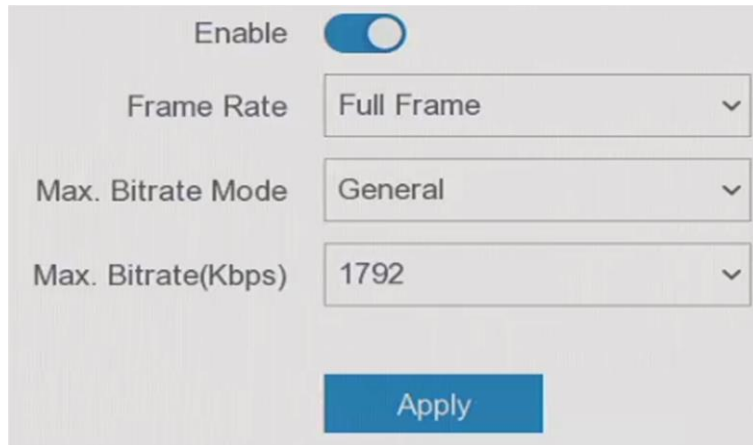 Enable
Frame Rate Full Frame
Max. Bitrate Mode General
Max. Bitrate(Kbps) 1792
Apply